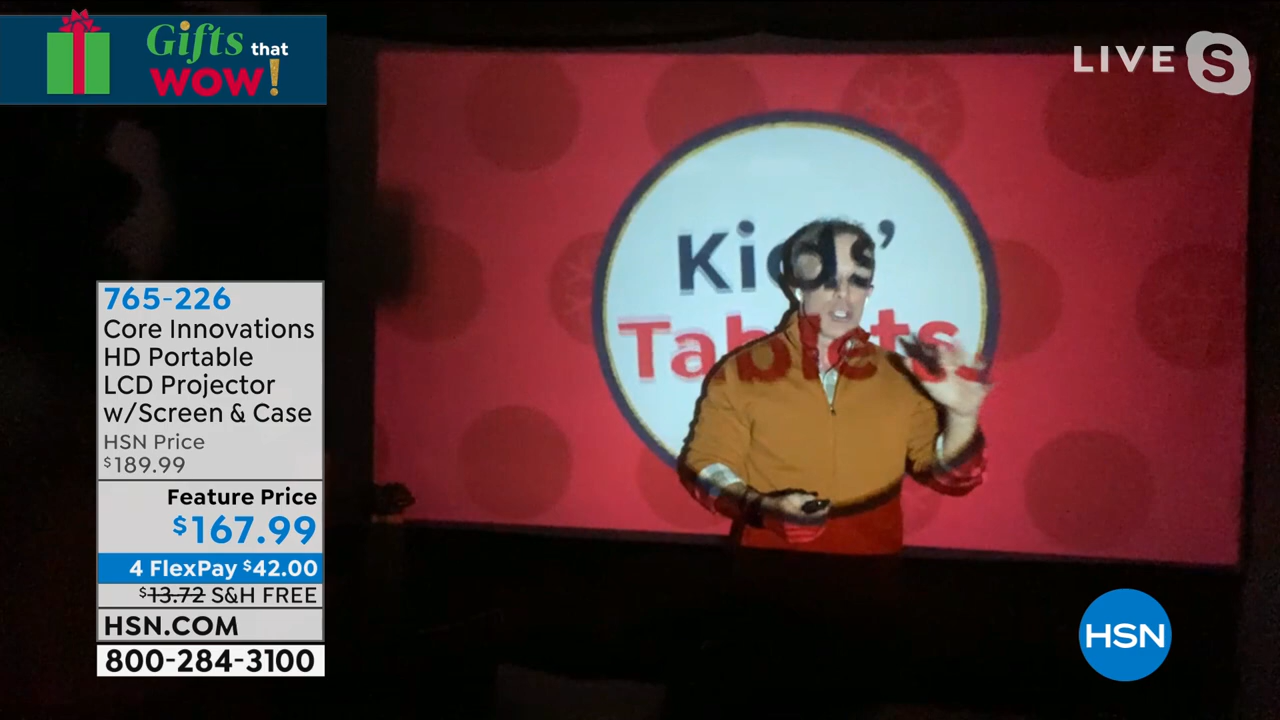 Gifts that
WOW!
LIVE S
Kids'
Tablets
765-226
Core Innovations
HD Portable
LCD Projector
w/Screen & Case
HSN Price
$189.99
Feature Price
$167.99
4 FlexPay $42.00
$13.72 S&H FREE
HSN.COM
800-284-3100
HSN